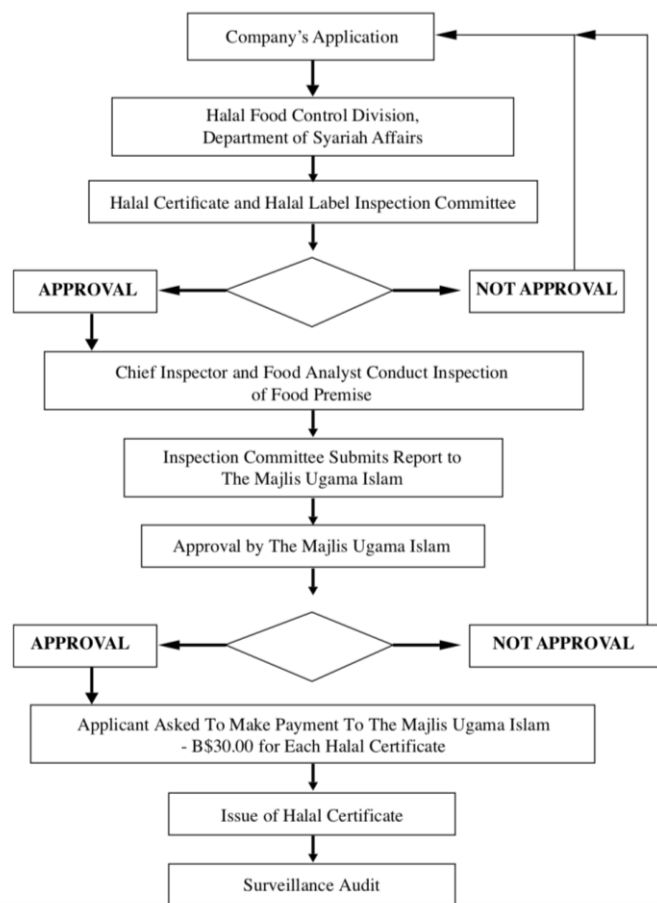 Company’s Application
Halal Food Control Division,
Department of Syariah Affairs
Halal Certificate and Halal Label Inspection Committee
APPROVAL
NOT APPROVAL
Chief Inspector and Food Analyst Conduct Inspection
of Food Premise
Inspection Committee Submits Report to
The Majlis Ugama Islam
Approval by The Majlis Ugama Islam
APPROVAL
NOT APPROVAL
Applicant Asked To Make Payment To The Majlis Ugama Islam
- B$30.00 for Each Halal Certificate
Issue of Halal Certificate
Surveillance Audit